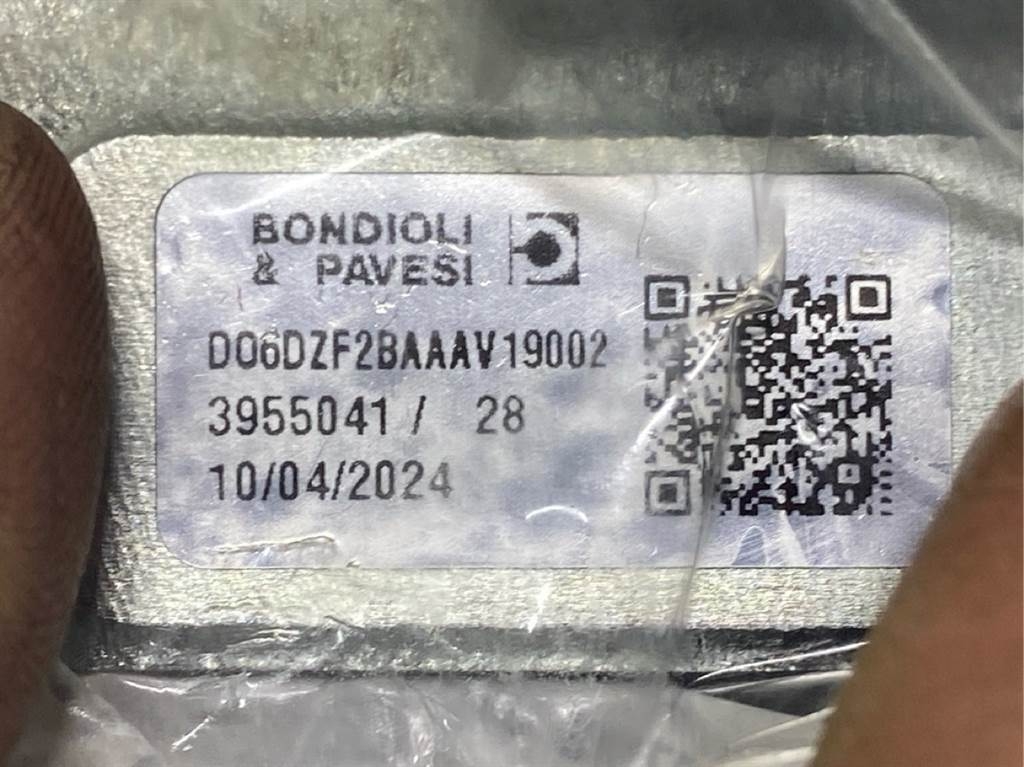 BONDIOLI
& PAVESI
DO6DZF2BAAAV19002
3955041 / 28
10/04/2024